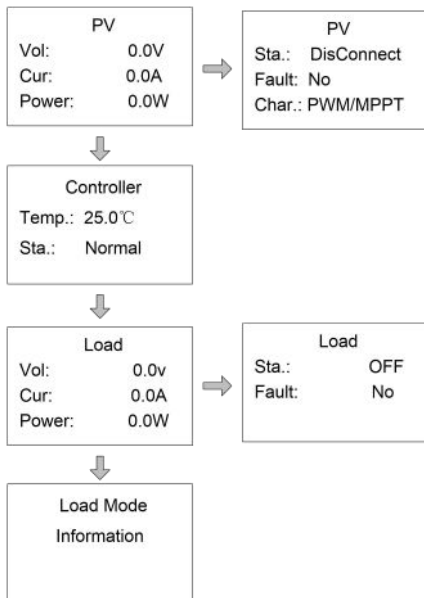 PV
Vol: 0.0V
Cur: 0.0A
Power: 0.0W
PV
Sta.: DisConnect
Fault: No
Char.: PWM/MPPT
Controller
Temp.: 25.0℃
Sta.: Normal
Load
Vol: 0.0v
Cur: 0.0A
Power: 0.0W
Load
Sta.: OFF
Fault: No
Load Mode
Information